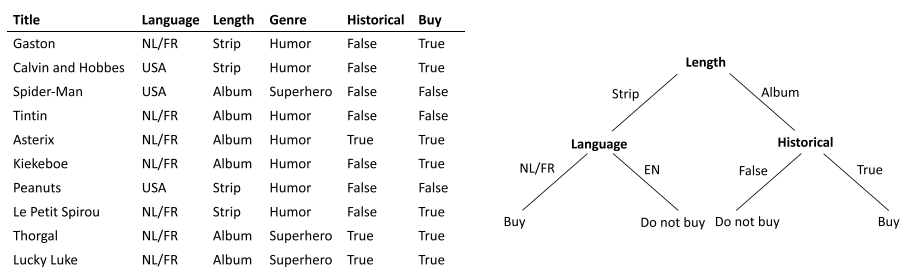 Title Language Length Genre Historical Buy
Gaston NL/FR Strip Humor False True
Calvin and Hobbes USA Strip Humor False True
Spider-Man USA Album Superhero False False
Tintin NL/FR Album Humor False False
Asterix NL/FR Album Humor True True
Kiekeboe NL/FR Album Humor False True
Peanuts USA Strip Humor False False
Le Petit Spirou NL/FR Strip Humor False True
Thorgal NL/FR Album Superhero True True
Lucky Luke NL/FR Album Superhero True True
Length
Strip Album
Language Historical
NL/FR EN False True
Buy Do not buy Do not buy Buy